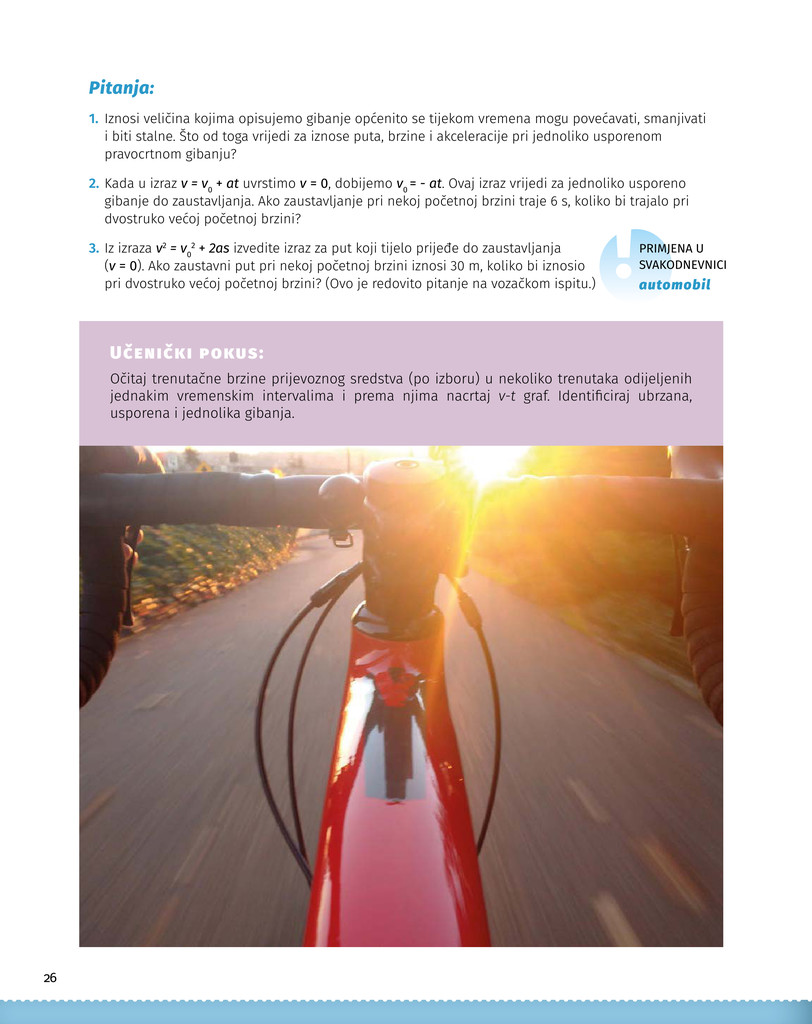 Pitanja:
1. Iznosi veličina kojima opisujemo gibanje općenito se tijekom vremena mogu povećavati, smanjivati
i biti stalne. Što od toga vrijedi za iznose puta, brzine i akceleracije pri jednoliko usporenom
pravocrtnom gibanju?
2. Kada u izraz v = v₀ + at uvrstimo v = 0, dobijemo v₀ = - at. Ovaj izraz vrijedi za jednoliko usporeno
gibanje do zaustavljanja. Ako zaustavljanje pri nekoj početnoj brzini traje 6 s, koliko bi trajalo pri
dvostruko većoj početnoj brzini?
3. Iz izraza v² = v₀² + 2as izvedite izraz za put koji tijelo prijeđe do zaustavljanja
(v = 0). Ako zaustavni put pri nekoj početnoj brzini iznosi 30 m, koliko bi iznosio
pri dvostruko većoj početnoj brzini? (Ovo je redovito pitanje na vozačkom ispitu.)
!
PRIMJENA U
SVAKODNEVNICI
automobil
UČENIČKI POKUS:
Očitaj trenutačne brzine prijevoznog sredstva (po izboru) u nekoliko trenutaka odijeljenih
jednakim vremenskim intervalima i prema njima nacrtaj v-t graf. Identificiraj ubrzana,
usporena i jednolika gibanja.
26